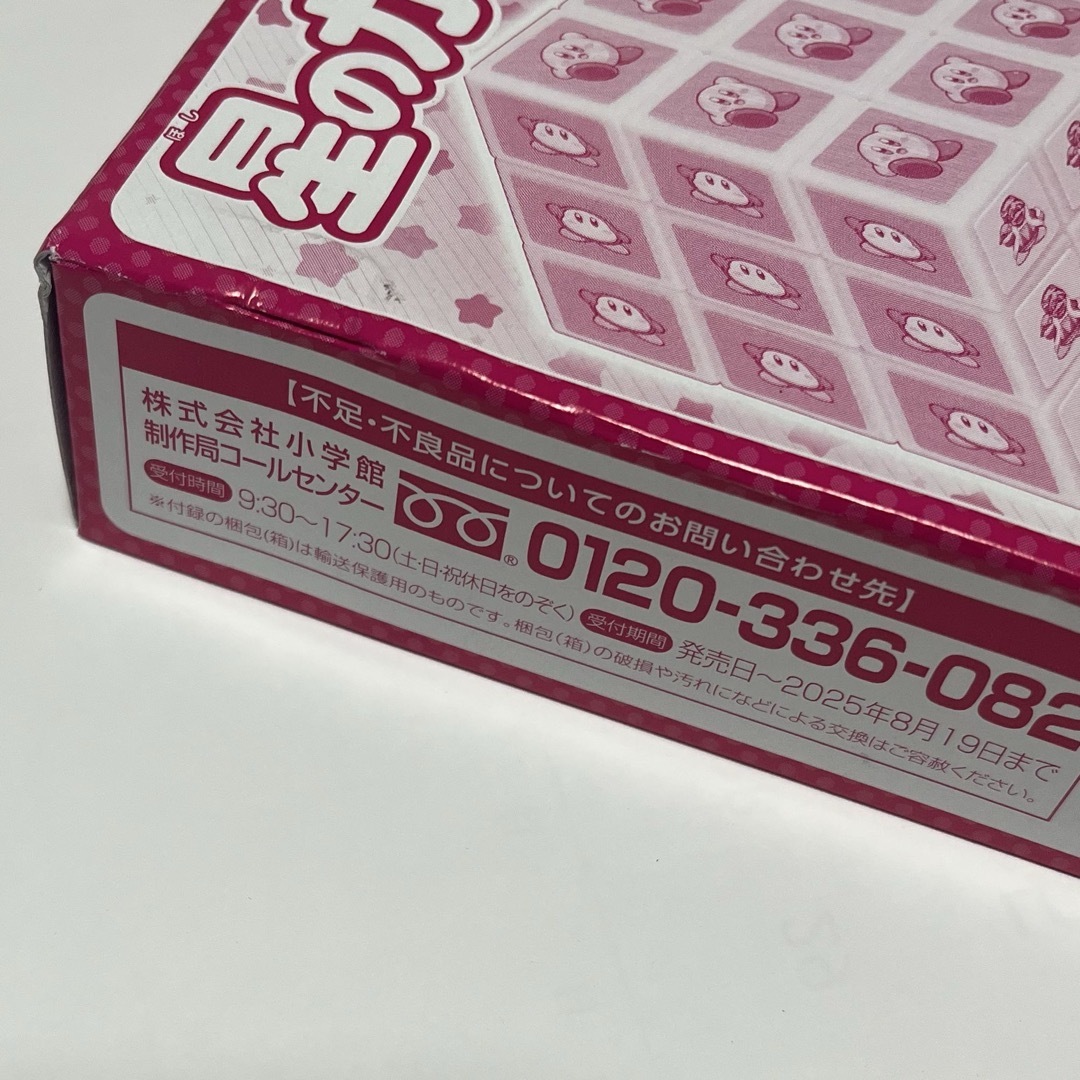 星のカ
ほし
【不足・不良品についてのお問い合わせ先】
株式会社小学館
制作局コールセンター
0120-336-082
受付時間 9:30〜17:30(土・日・祝休日をのぞく) 受付期間 発売日〜2025年8月19日まで
※付録の梱包(箱)は輸送保護用のものです。梱包(箱)の破損や汚れになどによる交換はご容赦ください。